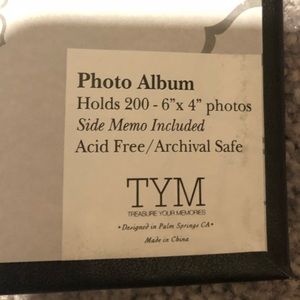 Photo Album
Holds 200 - 6"x 4" photos
Side Memo Included
Acid Free/Archival Safe
TYM
TREASURE YOUR MEMORIES
•Designed in Palm Springs CA•
Made in China